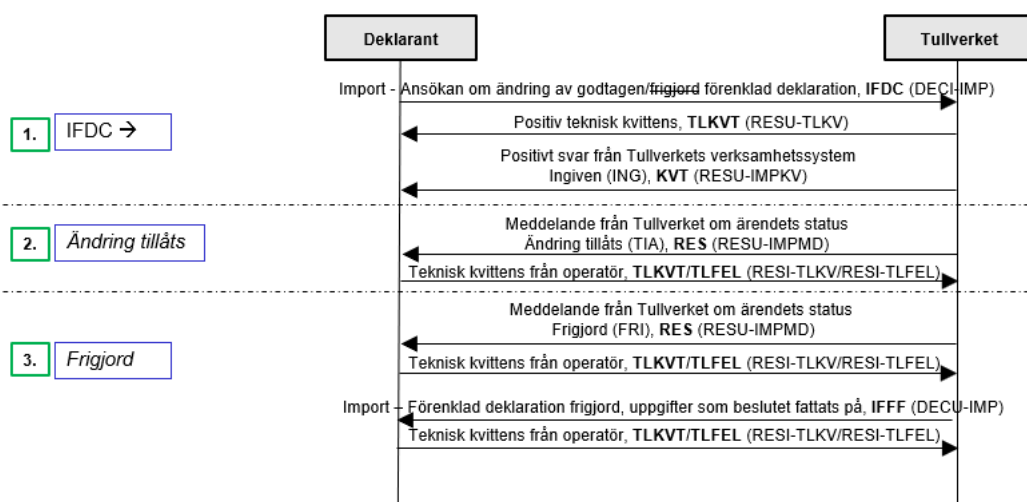 Deklarant
Tullverket
Import - Ansökan om ändring av godtagen/frigjord förenklad deklaration, IFDC (DECI-IMP)
1.
IFDC →
Positiv teknisk kvittens, TLKVT (RESU-TLKV)
Positivt svar från Tullverkets verksamhetssystem
Ingiven (ING), KVT (RESU-IMPKV)
2.
Ändring tillåts
Meddelande från Tullverket om ärendets status
Ändring tillåts (TIA), RES (RESU-IMPMD)
Teknisk kvittens från operatör, TLKVT/TLFEL (RESI-TLKV/RESI-TLFEL)
3.
Frigjord
Meddelande från Tullverket om ärendets status
Frigjord (FRI), RES (RESU-IMPMD)
Teknisk kvittens från operatör, TLKVT/TLFEL (RESI-TLKV/RESI-TLFEL)
Import – Förenklad deklaration frigjord, uppgifter som beslutet fattats på, IFFF (DECU-IMP)
Teknisk kvittens från operatör, TLKVT/TLFEL (RESI-TLKV/RESI-TLFEL)